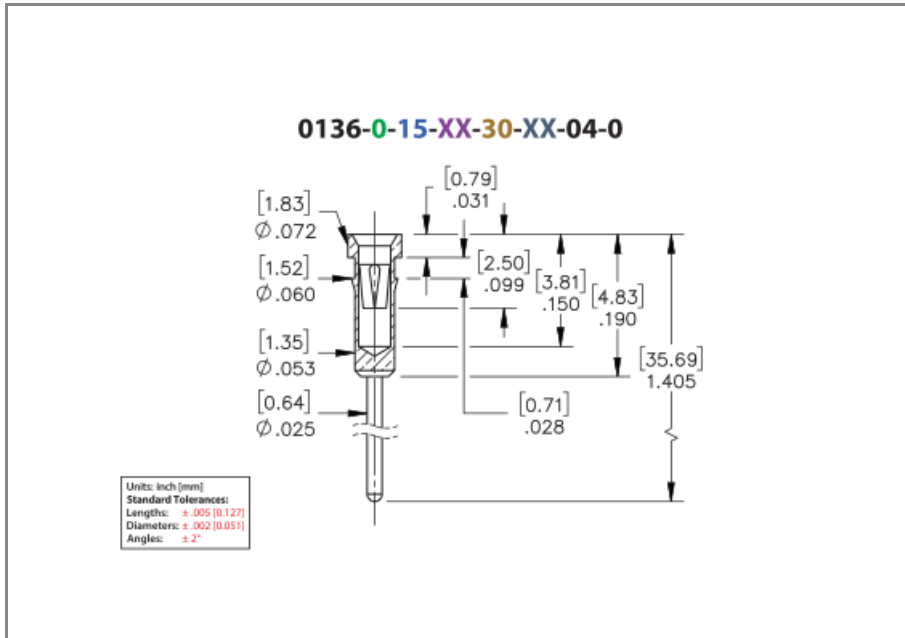 0136-0-15-XX-30-XX-04-0
[0.79]
.031
[1.83]
Ø.072
[2.50]
.099
[1.52]
Ø.060
[3.81]
.150
[4.83]
.190
[1.35]
Ø.053
[35.69]
1.405
[0.64]
Ø.025
[0.71]
.028
Units: inch [mm]
Standard Tolerances:
Lengths: ± .005 [0.127]
Diameters: ± .002 [0.051]
Angles: ± 2°